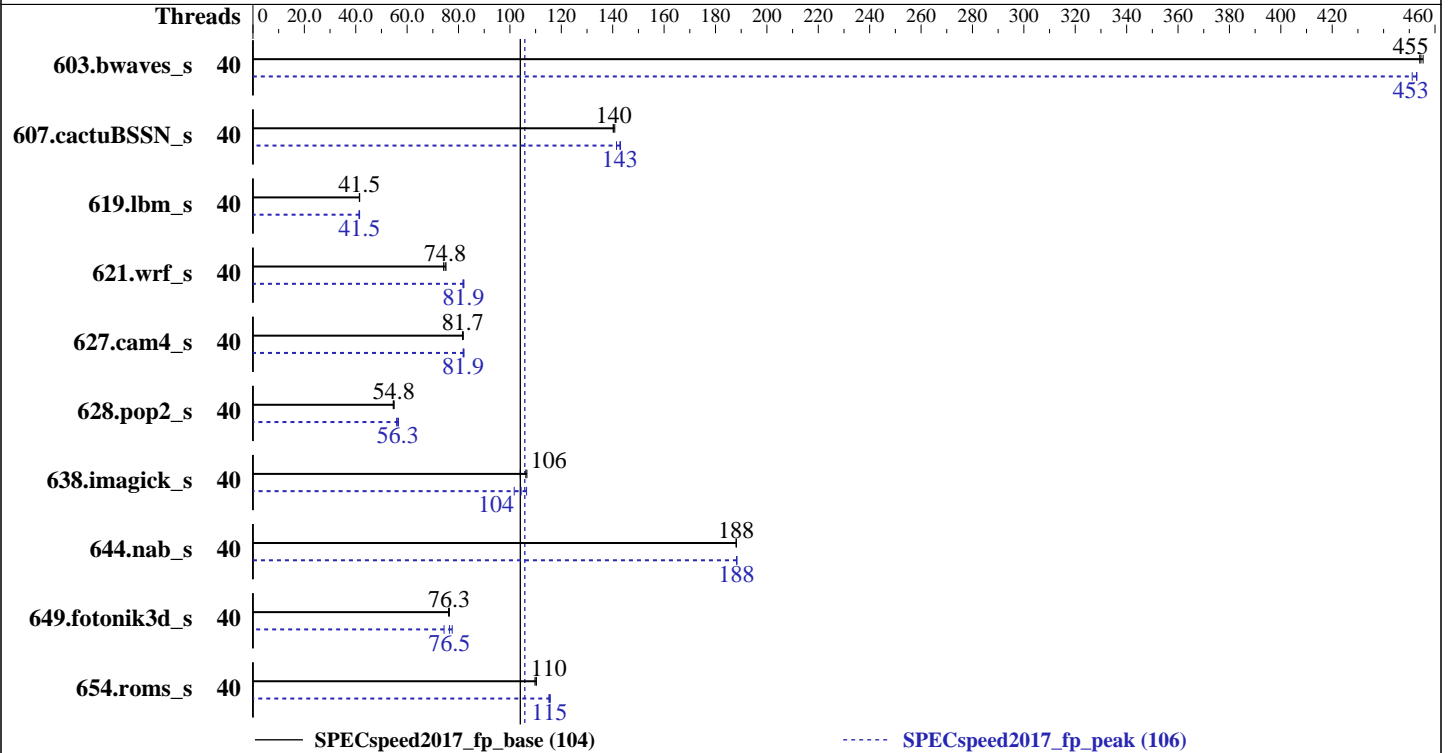 Threads 0 20.0 40.0 60.0 80.0 100 120 140 160 180 200 220 240 260 280 300 320 340 360 380 400 420 460
603.bwaves_s 40 455
453
607.cactuBSSN_s 40 140
143
619.lbm_s 40 41.5
41.5
621.wrf_s 40 74.8
81.9
627.cam4_s 40 81.7
81.9
628.pop2_s 40 54.8
56.3
638.imagick_s 40 106
104
644.nab_s 40 188
188
649.fotonik3d_s 40 76.3
76.5
654.roms_s 40 110
115
SPECspeed2017_fp_base (104) SPECspeed2017_fp_peak (106)